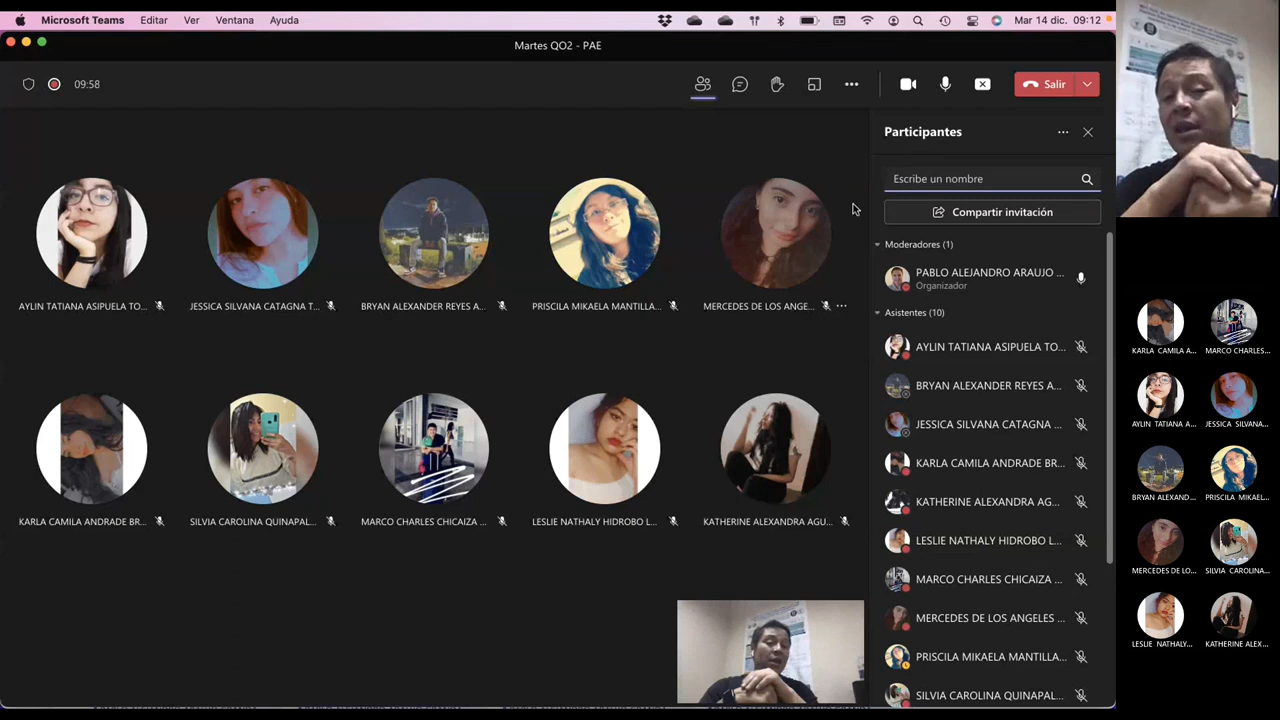 Microsoft Teams Editar Ver Ventana Ayuda Mar 14 dic. 09:12
Martes QO2 - PAE
09:58 Salir
Participantes
Escribe un nombre
Compartir invitación
Moderadores (1)
PABLO ALEJANDRO ARAUJO ...
Organizador
Asistentes (10)
AYLIN TATIANA ASIPUELA TO...
BRYAN ALEXANDER REYES A...
JESSICA SILVANA CATAGNA ...
KARLA CAMILA ANDRADE BR...
KATHERINE ALEXANDRA AG...
LESLIE NATHALY HIDROBO L...
MARCO CHARLES CHICAIZA ...
MERCEDES DE LOS ANGELES ...
PRISCILA MIKAELA MANTILLA...
SILVIA CAROLINA QUINAPAL...
AYLIN TATIANA ASIPUELA TO...
JESSICA SILVANA CATAGNA T...
BRYAN ALEXANDER REYES A...
PRISCILA MIKAELA MANTILLA...
MERCEDES DE LOS ANGE...
KARLA CAMILA ANDRADE BR...
SILVIA CAROLINA QUINAPAL...
MARCO CHARLES CHICAIZA ...
LESLIE NATHALY HIDROBO L...
KATHERINE ALEXANDRA AGU...
KARLA CAMILA A...
MARCO CHARLES...
AYLIN TATIANA A...
JESSICA SILVANA...
BRYAN ALEXAND...
PRISCILA MIKAEL...
MERCEDES DE LO...
SILVIA CAROLINA...
LESLIE NATHALY...
KATHERINE ALEX...